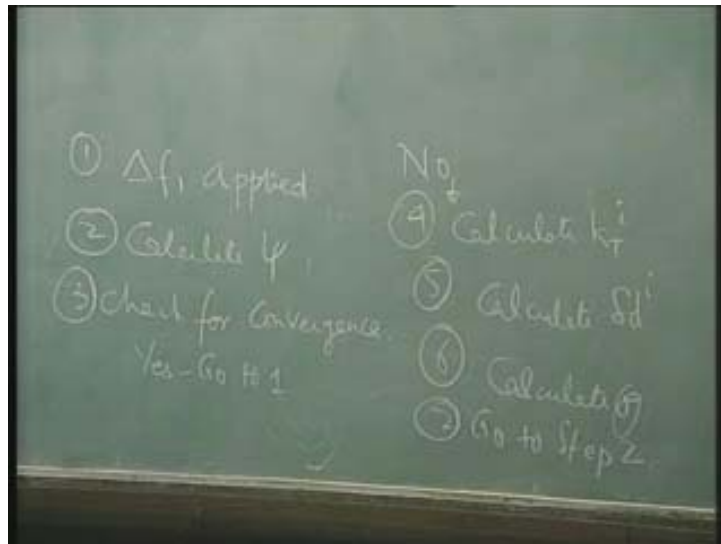 ① Δf₁ applied
② Calculate ψ.
③ Check for Convergence.
Yes - Go to 1
No
④ Calculate k_T^i
⑤ Calculate δd^i
⑥ Calculate
⑦ Go to Step 2.